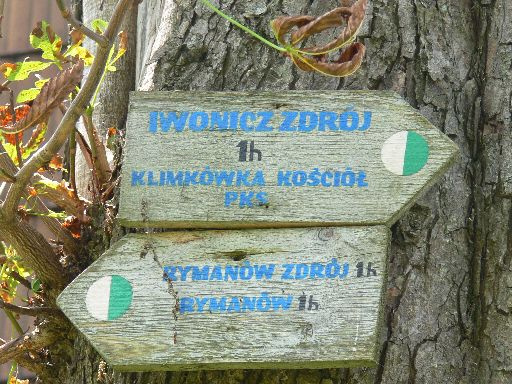 IWONICZ ZDRÓJ
1h
KLIMKÓWKA KOŚCIÓŁ
PKS
RYMANÓW ZDRÓJ 1h
RYMANÓW 1h